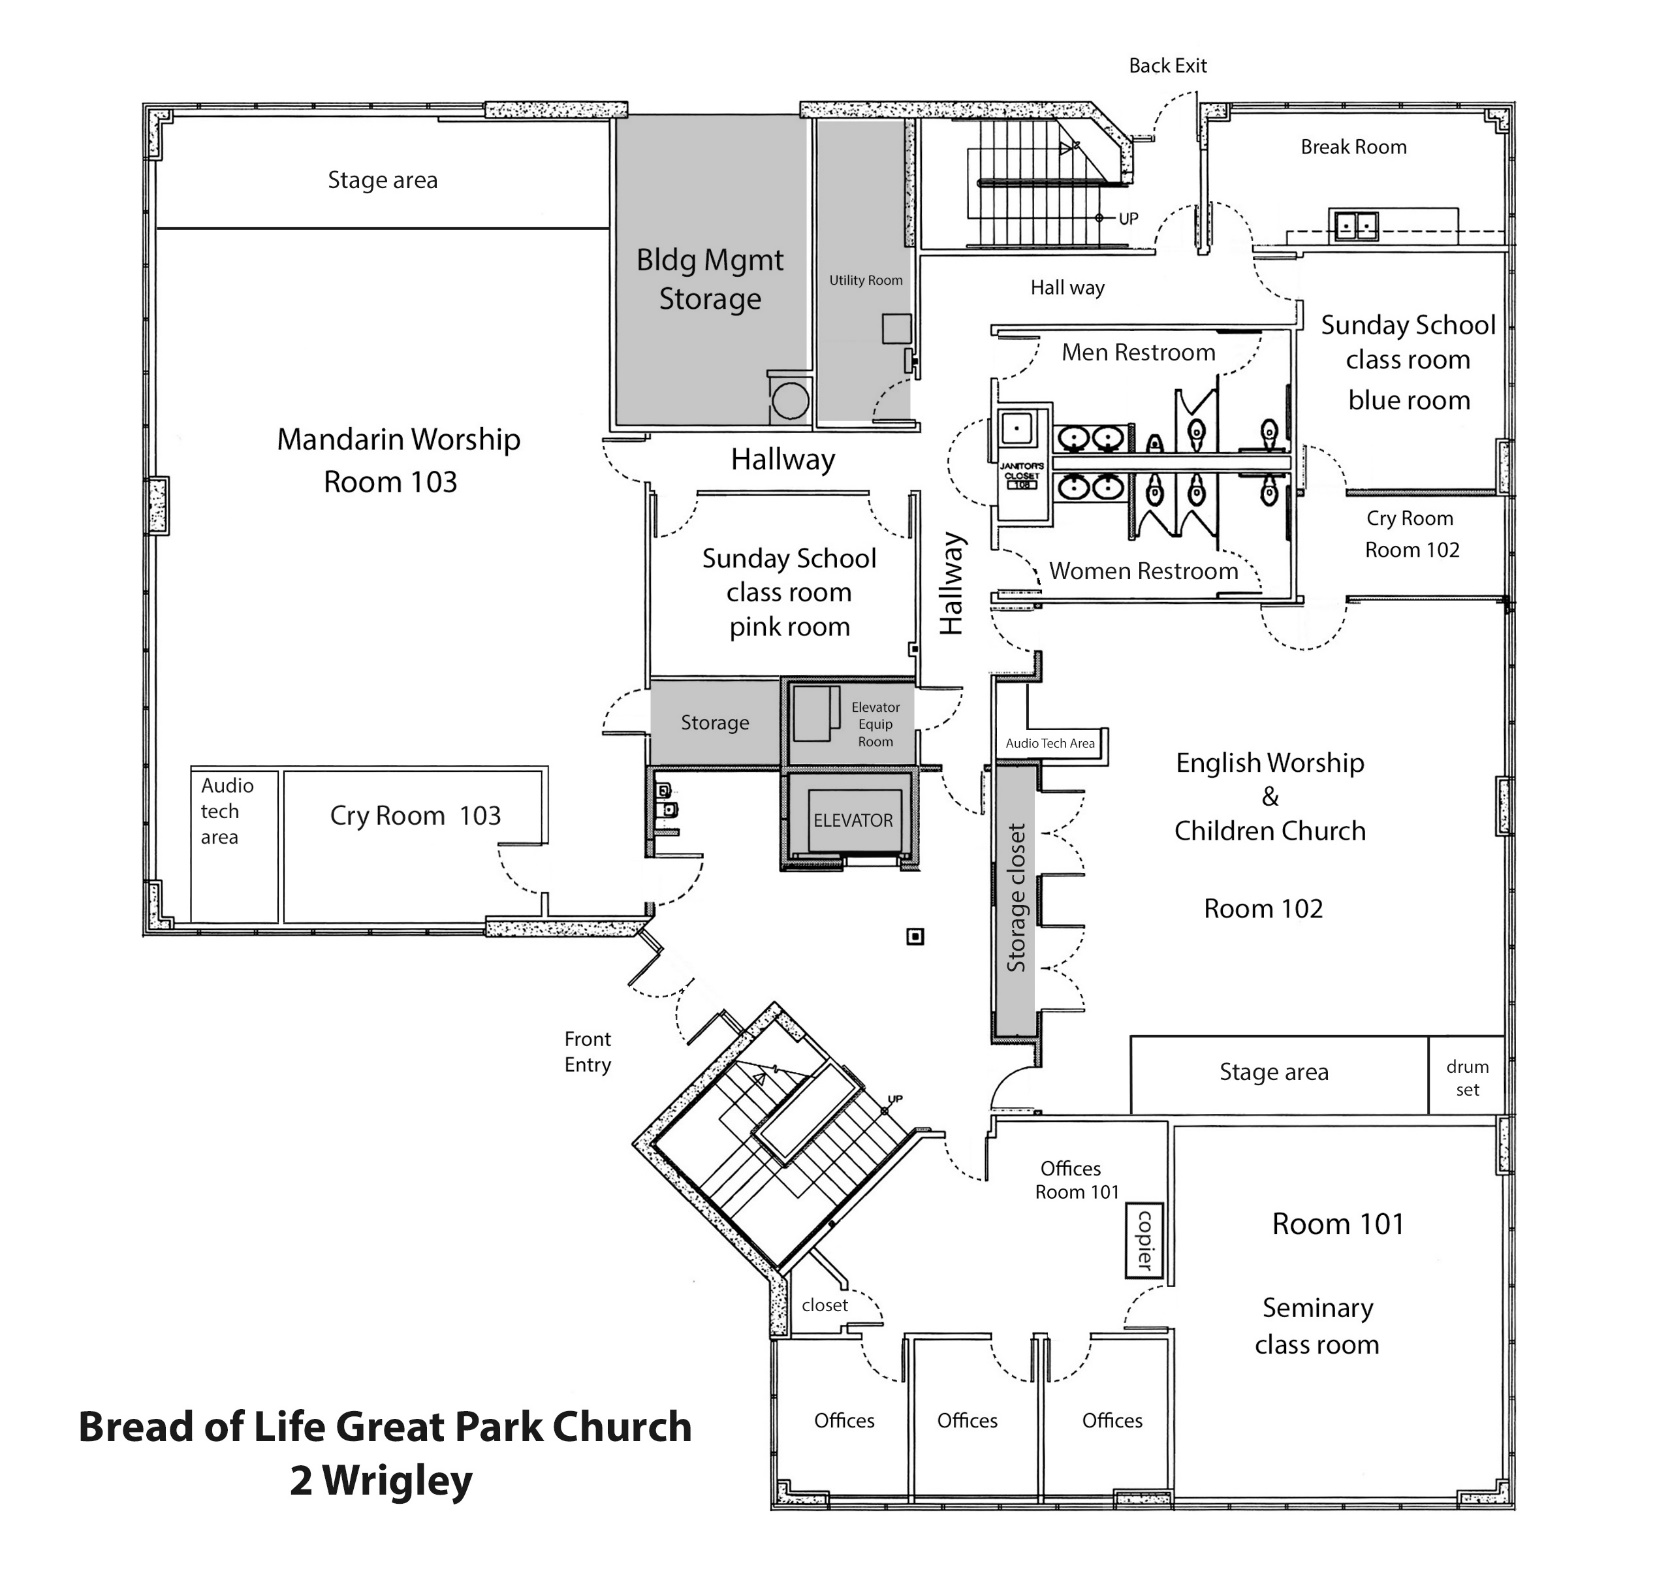 Back Exit
Stage area
Bldg Mgmt
Storage
Utility Room
UP
Break Room
Hall way
Men Restroom
Sunday School
class room
blue room
Mandarin Worship
Room 103
Hallway
JANITOR'S
CLOSET
108
Cry Room
Room 102
Sunday School
class room
pink room
Hallway
Women Restroom
Storage
Elevator
Equip
Room
Audio Tech Area
English Worship
&
Children Church
Room 102
Audio
tech
area
Cry Room 103
ELEVATOR
Storage closet
Front
Entry
Stage area
drum
set
UP
Offices
Room 101
copier
Room 101
Seminary
class room
closet
Offices
Offices
Offices
Bread of Life Great Park Church
2 Wrigley